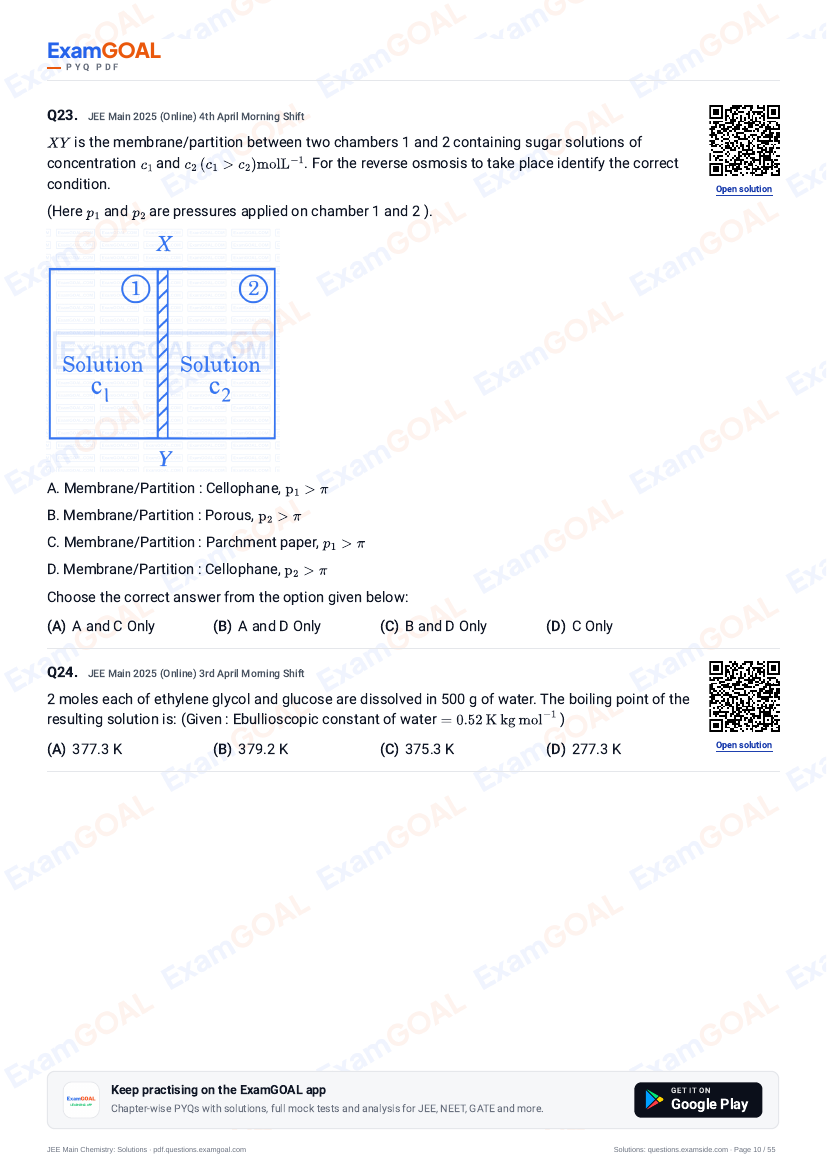 ExamGOAL
PYQ PDF
Q23. JEE Main 2025 (Online) 4th April Morning Shift
XY is the membrane/partition between two chambers 1 and 2 containing sugar solutions of
concentration c₁ and c₂ (c₁ > c₂)molL⁻¹. For the reverse osmosis to take place identify the correct
condition.
(Here p₁ and p₂ are pressures applied on chamber 1 and 2 ).
Open solution
X
1 2
ExamGOAL.COM
Solution Solution
c₁ c₂
Y
A. Membrane/Partition : Cellophane, p₁ > π
B. Membrane/Partition : Porous, p₂ > π
C. Membrane/Partition : Parchment paper, p₁ > π
D. Membrane/Partition : Cellophane, p₂ > π
Choose the correct answer from the option given below:
(A) A and C Only (B) A and D Only (C) B and D Only (D) C Only
Q24. JEE Main 2025 (Online) 3rd April Morning Shift
2 moles each of ethylene glycol and glucose are dissolved in 500 g of water. The boiling point of the
resulting solution is: (Given : Ebullioscopic constant of water = 0.52 K kg mol⁻¹ )
Open solution
(A) 377.3 K (B) 379.2 K (C) 375.3 K (D) 277.3 K
ExamGOAL
Keep practising on the ExamGOAL app
Chapter-wise PYQs with solutions, full mock tests and analysis for JEE, NEET, GATE and more.
GET IT ON
Google Play
JEE Main Chemistry: Solutions · pdf.questions.examgoal.com Solutions: questions.examside.com · Page 10 / 55